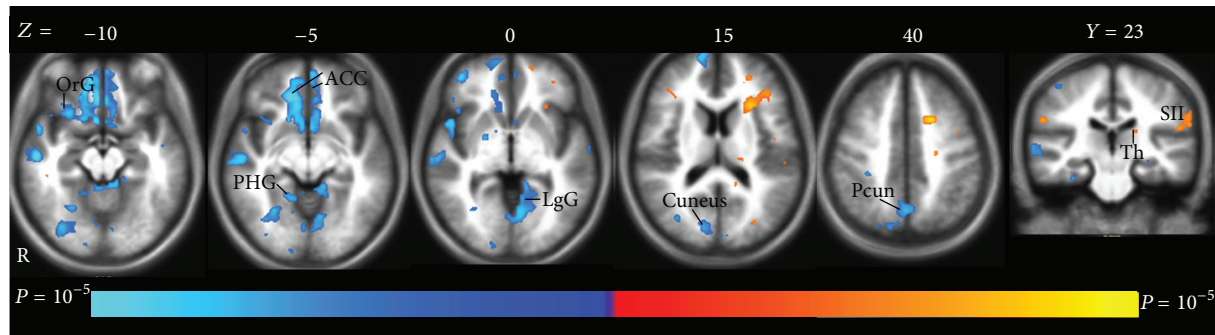 Z = −10 −5 0 15 40 Y = 23
OrG
ACC
PHG
LgG
Cuneus
Pcun
SII
Th
R
P = 10⁻⁵ P = 10⁻⁵